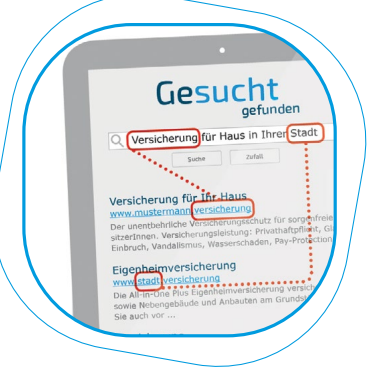 Gesucht
gefunden
Versicherung für Haus in Ihrer Stadt
Suche Zufall
Versicherung für Ihr Haus
www.mustermann.versicherung
Der unentbehrliche Versicherungsschutz für sorgenfreie
sitzerInnen. Versicherungsleistung: Privathaftpflicht, Gl
Einbruch, Vandalismus, Wasserschäden, Pay-Protection
Eigenheimversicherung
www.stadt.versicherung
Die All-in-One Plus Eigenheimversicherung versich
sowie Nebengebäude und Anbauten am Grundst
Sie auch vor ...